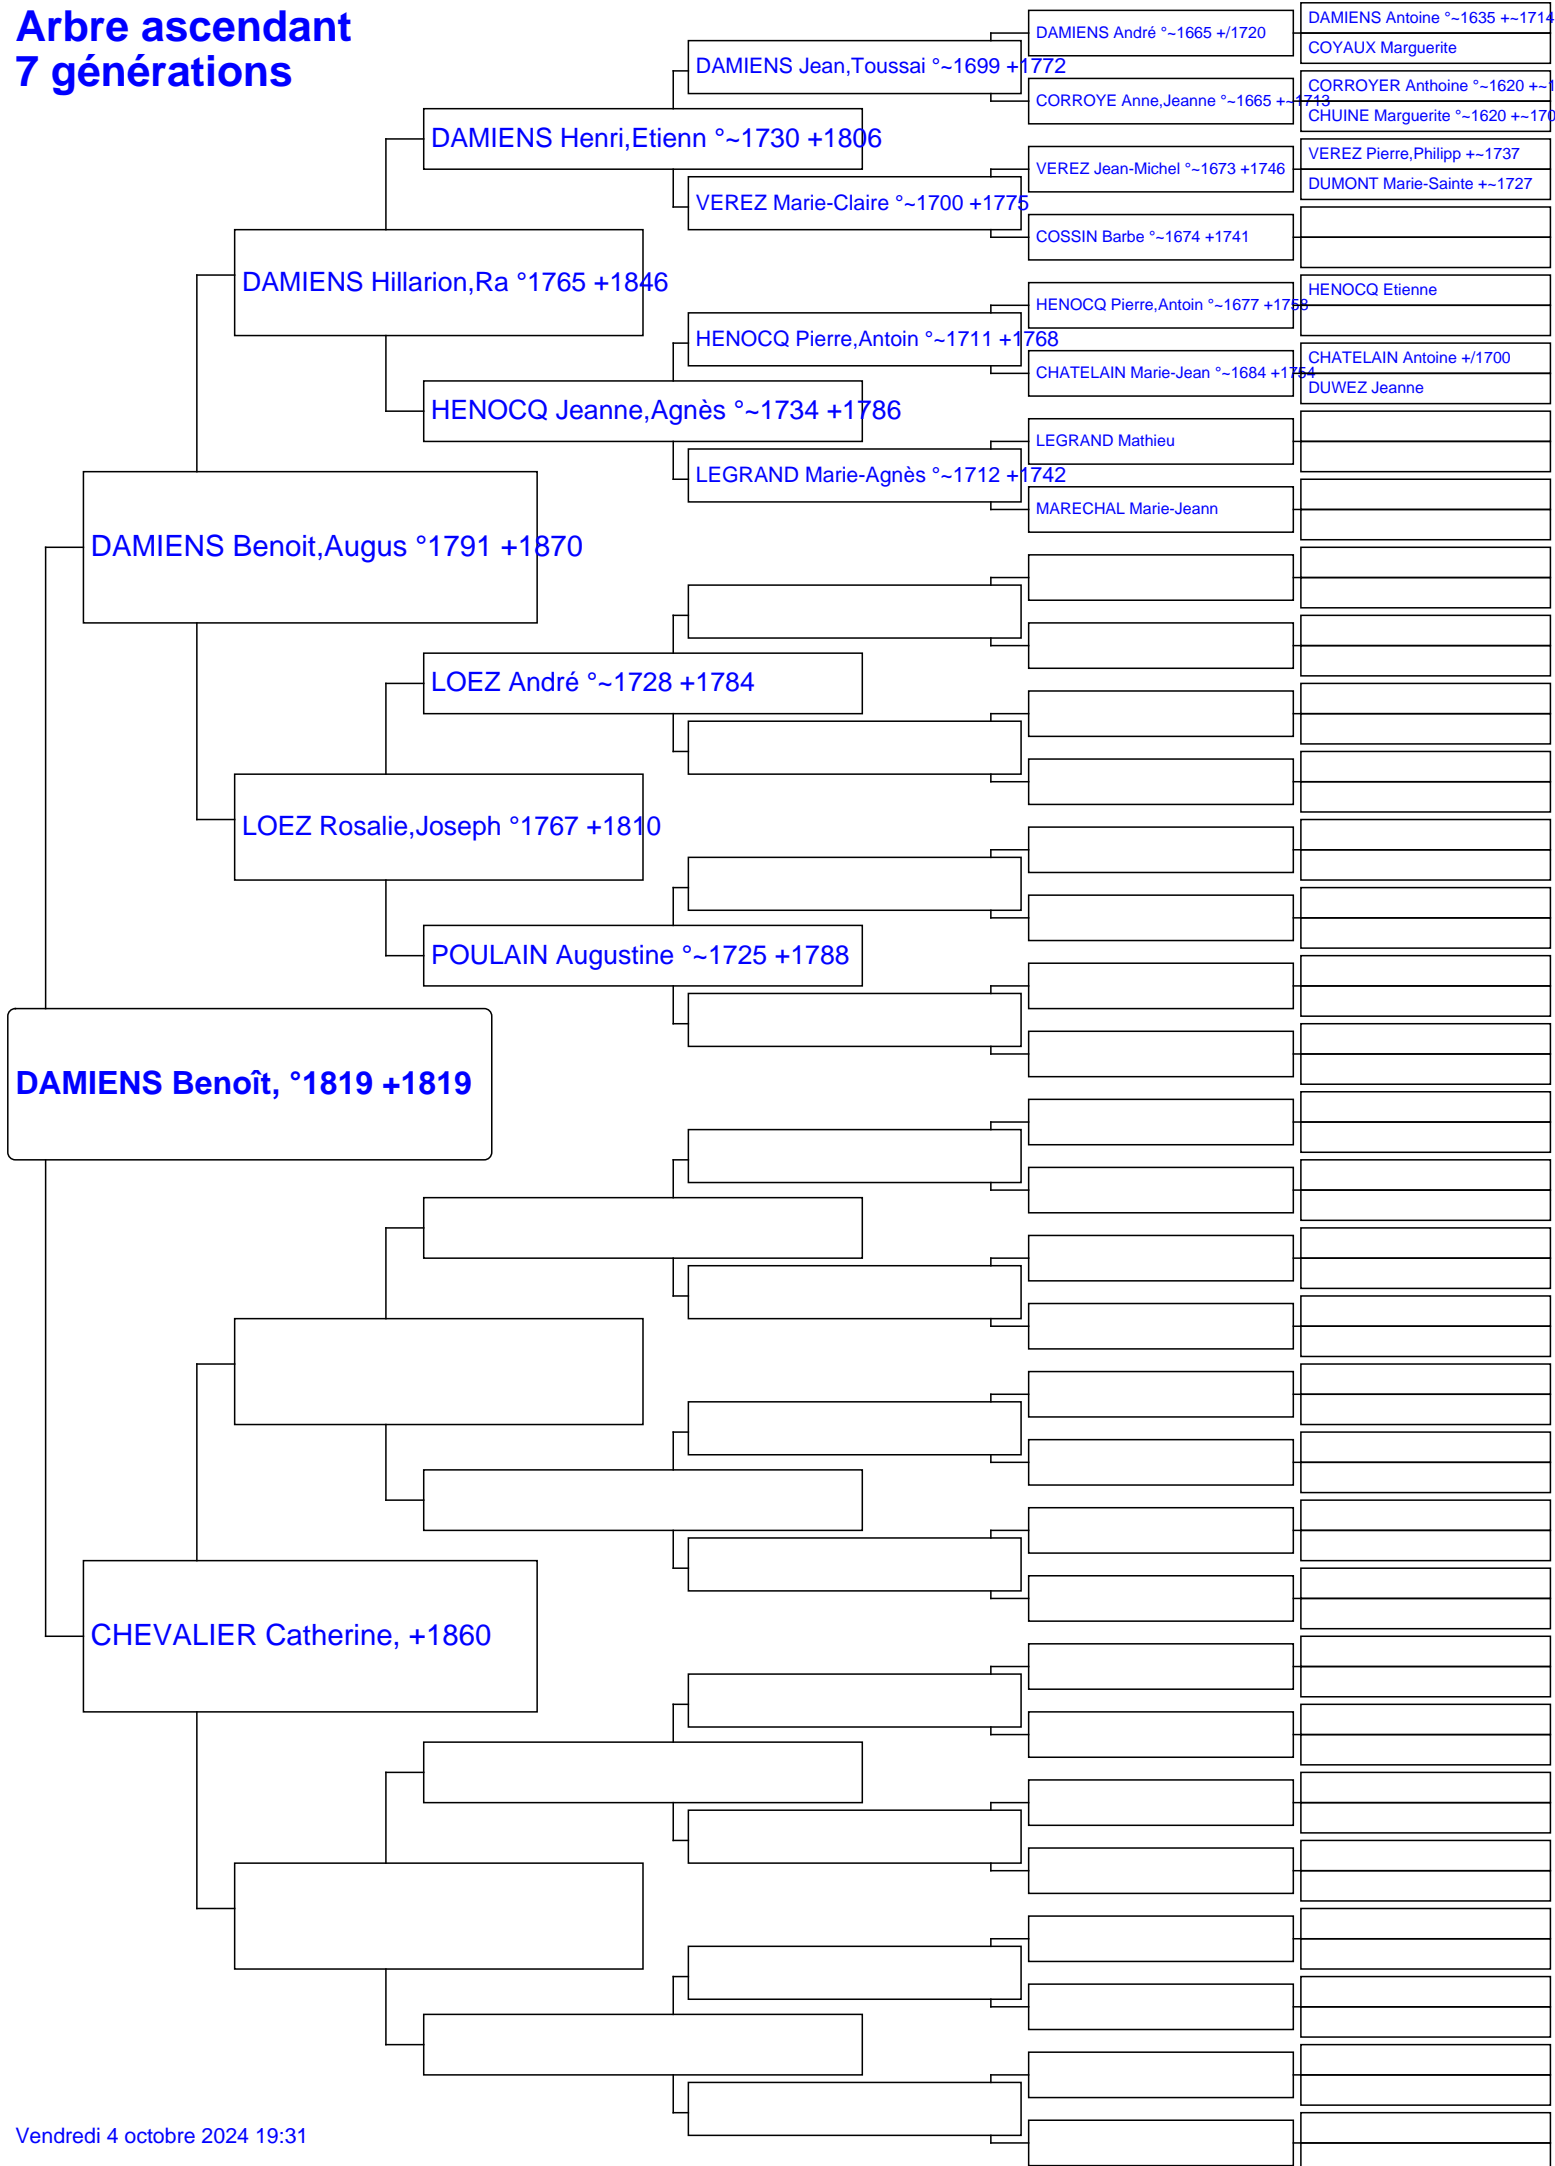 Arbre ascendant
7 générations
DAMIENS Antoine °~1635 +~1714
DAMIENS André °~1665 +/1720
COYAUX Marguerite
DAMIENS Jean,Toussai °~1699 +1772
CORROYER Anthoine °~1620 +~1
CORROYE Anne,Jeanne °~1665 +~1713
CHUINE Marguerite °~1620 +~170
DAMIENS Henri,Etienn °~1730 +1806
VEREZ Pierre,Philipp +~1737
VEREZ Jean-Michel °~1673 +1746
DUMONT Marie-Sainte +~1727
VEREZ Marie-Claire °~1700 +1775
COSSIN Barbe °~1674 +1741
DAMIENS Hillarion,Ra °1765 +1846
HENOCQ Etienne
HENOCQ Pierre,Antoin °~1677 +1758
HENOCQ Pierre,Antoin °~1711 +1768
CHATELAIN Antoine +/1700
CHATELAIN Marie-Jean °~1684 +1754
DUWEZ Jeanne
HENOCQ Jeanne,Agnès °~1734 +1786
LEGRAND Mathieu
LEGRAND Marie-Agnès °~1712 +1742
MARECHAL Marie-Jeann
DAMIENS Benoit,Augus °1791 +1870
LOEZ André °~1728 +1784
LOEZ Rosalie,Joseph °1767 +1810
POULAIN Augustine °~1725 +1788
DAMIENS Benoît, °1819 +1819
CHEVALIER Catherine, +1860
Vendredi 4 octobre 2024 19:31